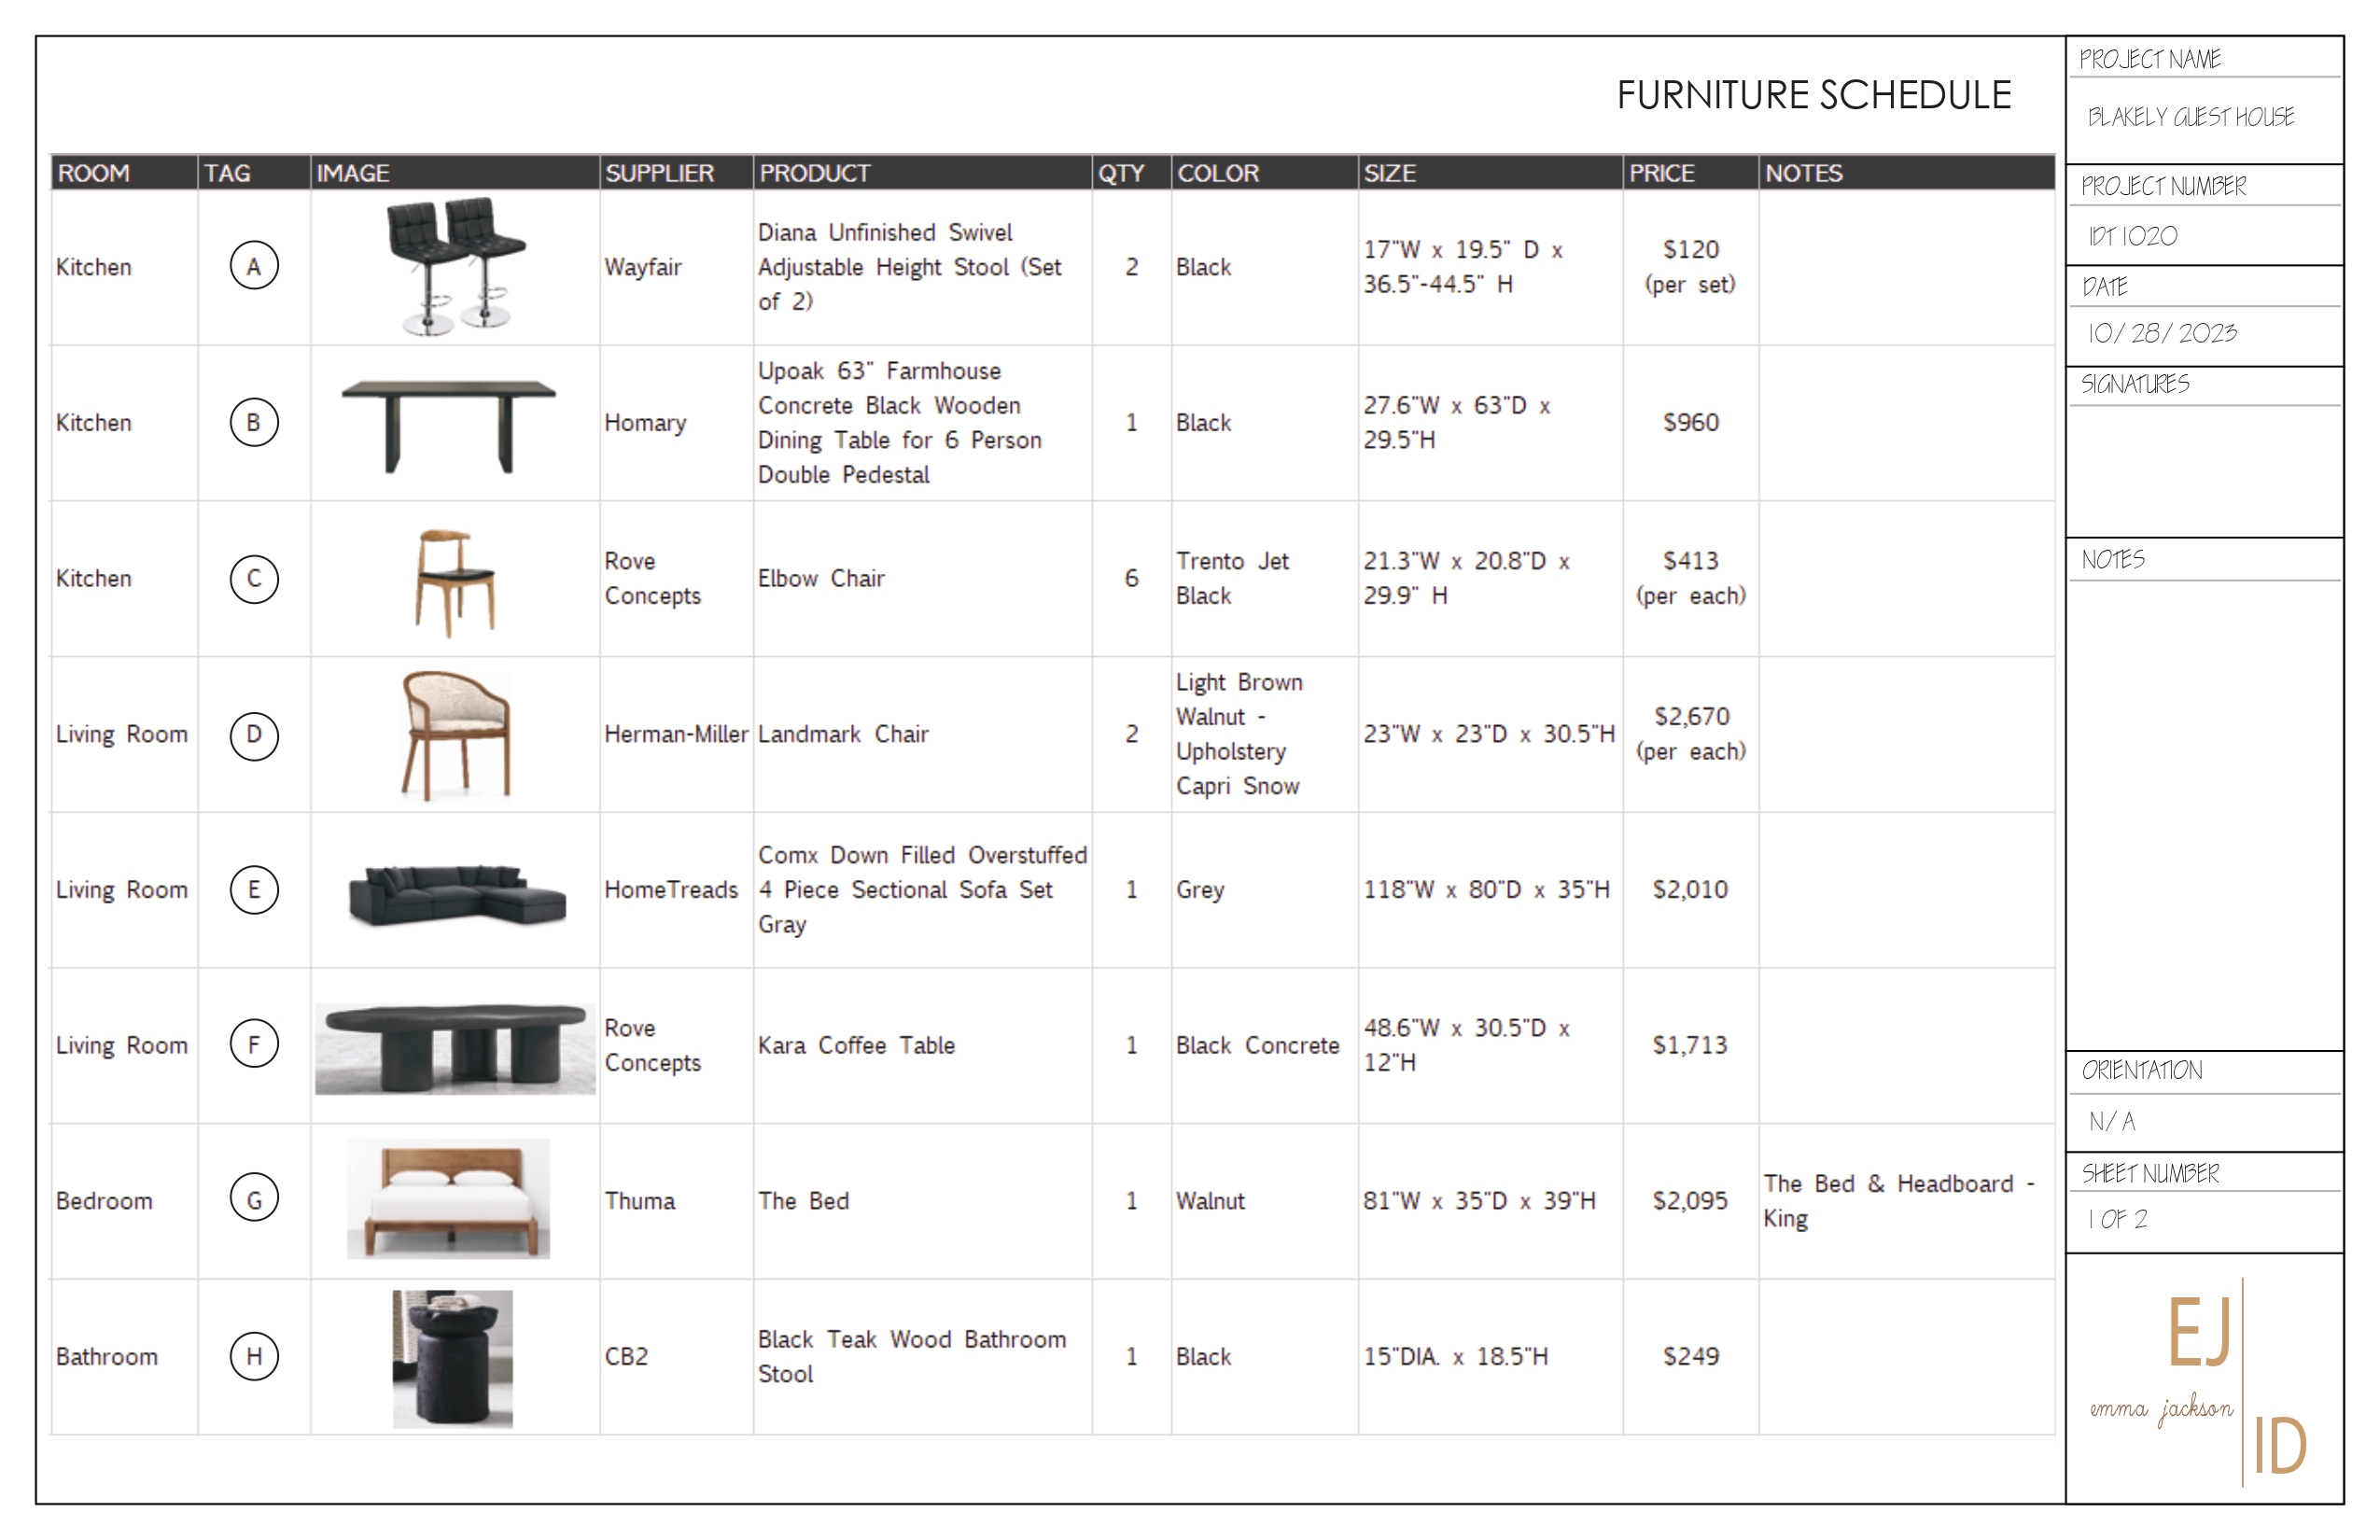 FURNITURE SCHEDULE
ROOM TAG IMAGE SUPPLIER PRODUCT QTY COLOR SIZE PRICE NOTES
Kitchen
A
Wayfair
Diana Unfinished Swivel
Adjustable Height Stool (Set
of 2)
2
Black
17"W x 19.5" D x
36.5"-44.5" H
$120
(per set)
Kitchen
B
Homary
Upoak 63" Farmhouse
Concrete Black Wooden
Dining Table for 6 Person
Double Pedestal
1
Black
27.6"W x 63"D x
29.5"H
$960
Kitchen
C
Rove
Concepts
Elbow Chair
6
Trento Jet
Black
21.3"W x 20.8"D x
29.9" H
$413
(per each)
Living Room
D
Herman-Miller
Landmark Chair
2
Light Brown
Walnut -
Upholstery
Capri Snow
23"W x 23"D x 30.5"H
$2,670
(per each)
Living Room
E
HomeTreads
Comx Down Filled Overstuffed
4 Piece Sectional Sofa Set
Gray
1
Grey
118"W x 80"D x 35"H
$2,010
Living Room
F
Rove
Concepts
Kara Coffee Table
1
Black Concrete
48.6"W x 30.5"D x
12"H
$1,713
Bedroom
G
Thuma
The Bed
1
Walnut
81"W x 35"D x 39"H
$2,095
The Bed & Headboard -
King
Bathroom
H
CB2
Black Teak Wood Bathroom
Stool
1
Black
15"DIA. x 18.5"H
$249
PROJECT NAME
BLAKELY GUEST HOUSE
PROJECT NUMBER
IDT 1020
DATE
10/28/2023
SIGNATURES
NOTES
ORIENTATION
N/A
SHEET NUMBER
1 OF 2
EJ
emma jackson
ID